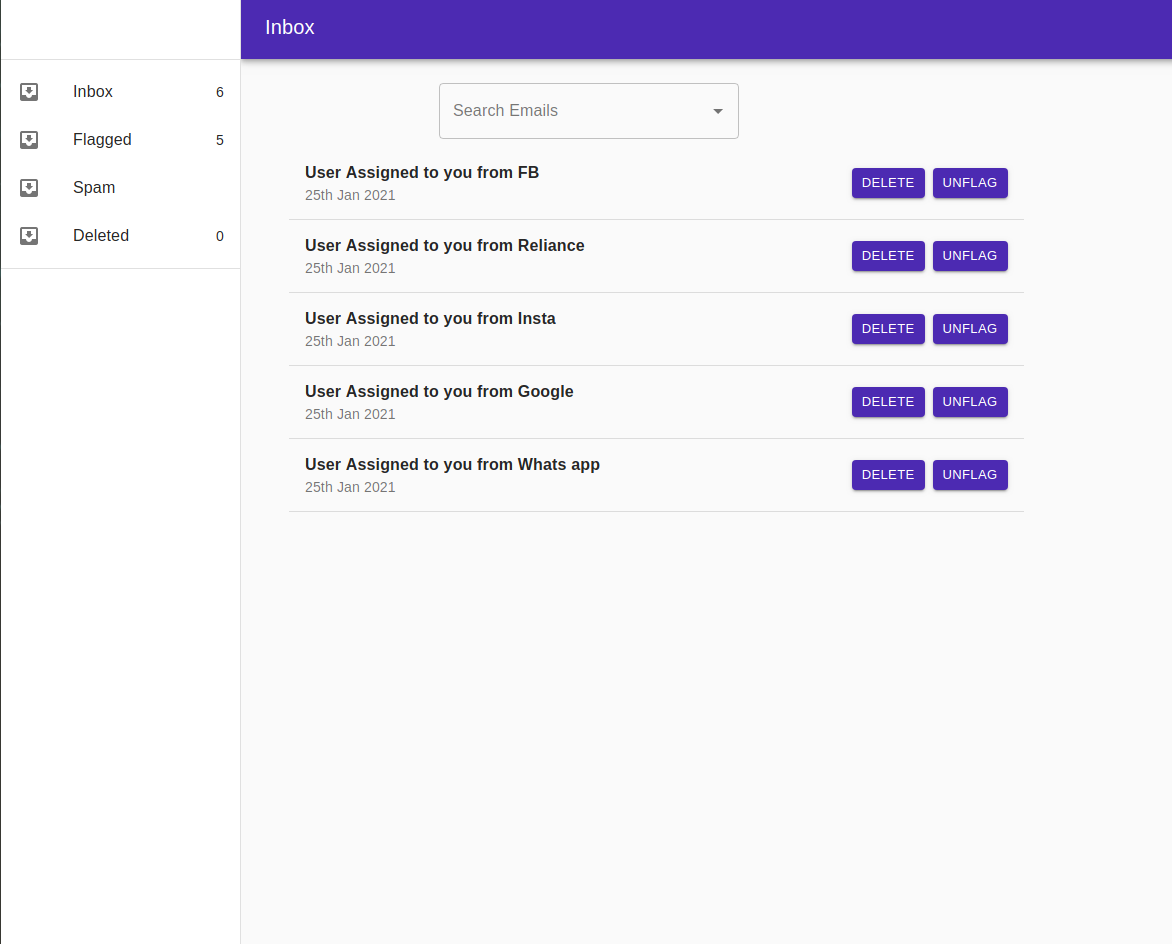 Inbox
Inbox 6
Flagged 5
Spam
Deleted 0
Search Emails
User Assigned to you from FB
25th Jan 2021
DELETE UNFLAG
User Assigned to you from Reliance
25th Jan 2021
DELETE UNFLAG
User Assigned to you from Insta
25th Jan 2021
DELETE UNFLAG
User Assigned to you from Google
25th Jan 2021
DELETE UNFLAG
User Assigned to you from Whats app
25th Jan 2021
DELETE UNFLAG